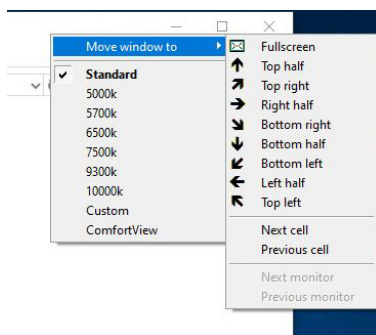 Move window to
Standard
5000k
5700k
6500k
7500k
9300k
10000k
Custom
ComfortView
Fullscreen
Top half
Top right
Right half
Bottom right
Bottom half
Bottom left
Left half
Top left
Next cell
Previous cell
Next monitor
Previous monitor